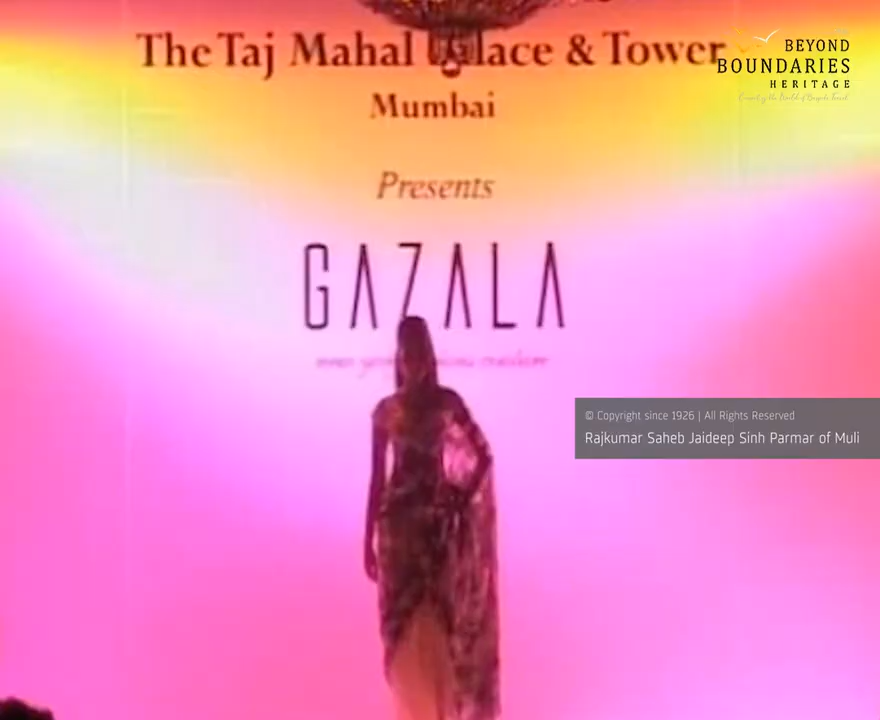 The Taj Mahal Palace & Tower
Mumbai
Presents
GAZALA
BEYOND
BOUNDARIES
HERITAGE
© Copyright since 1926 | All Rights Reserved
Rajkumar Saheb Jaideep Sinh Parmar of Muli